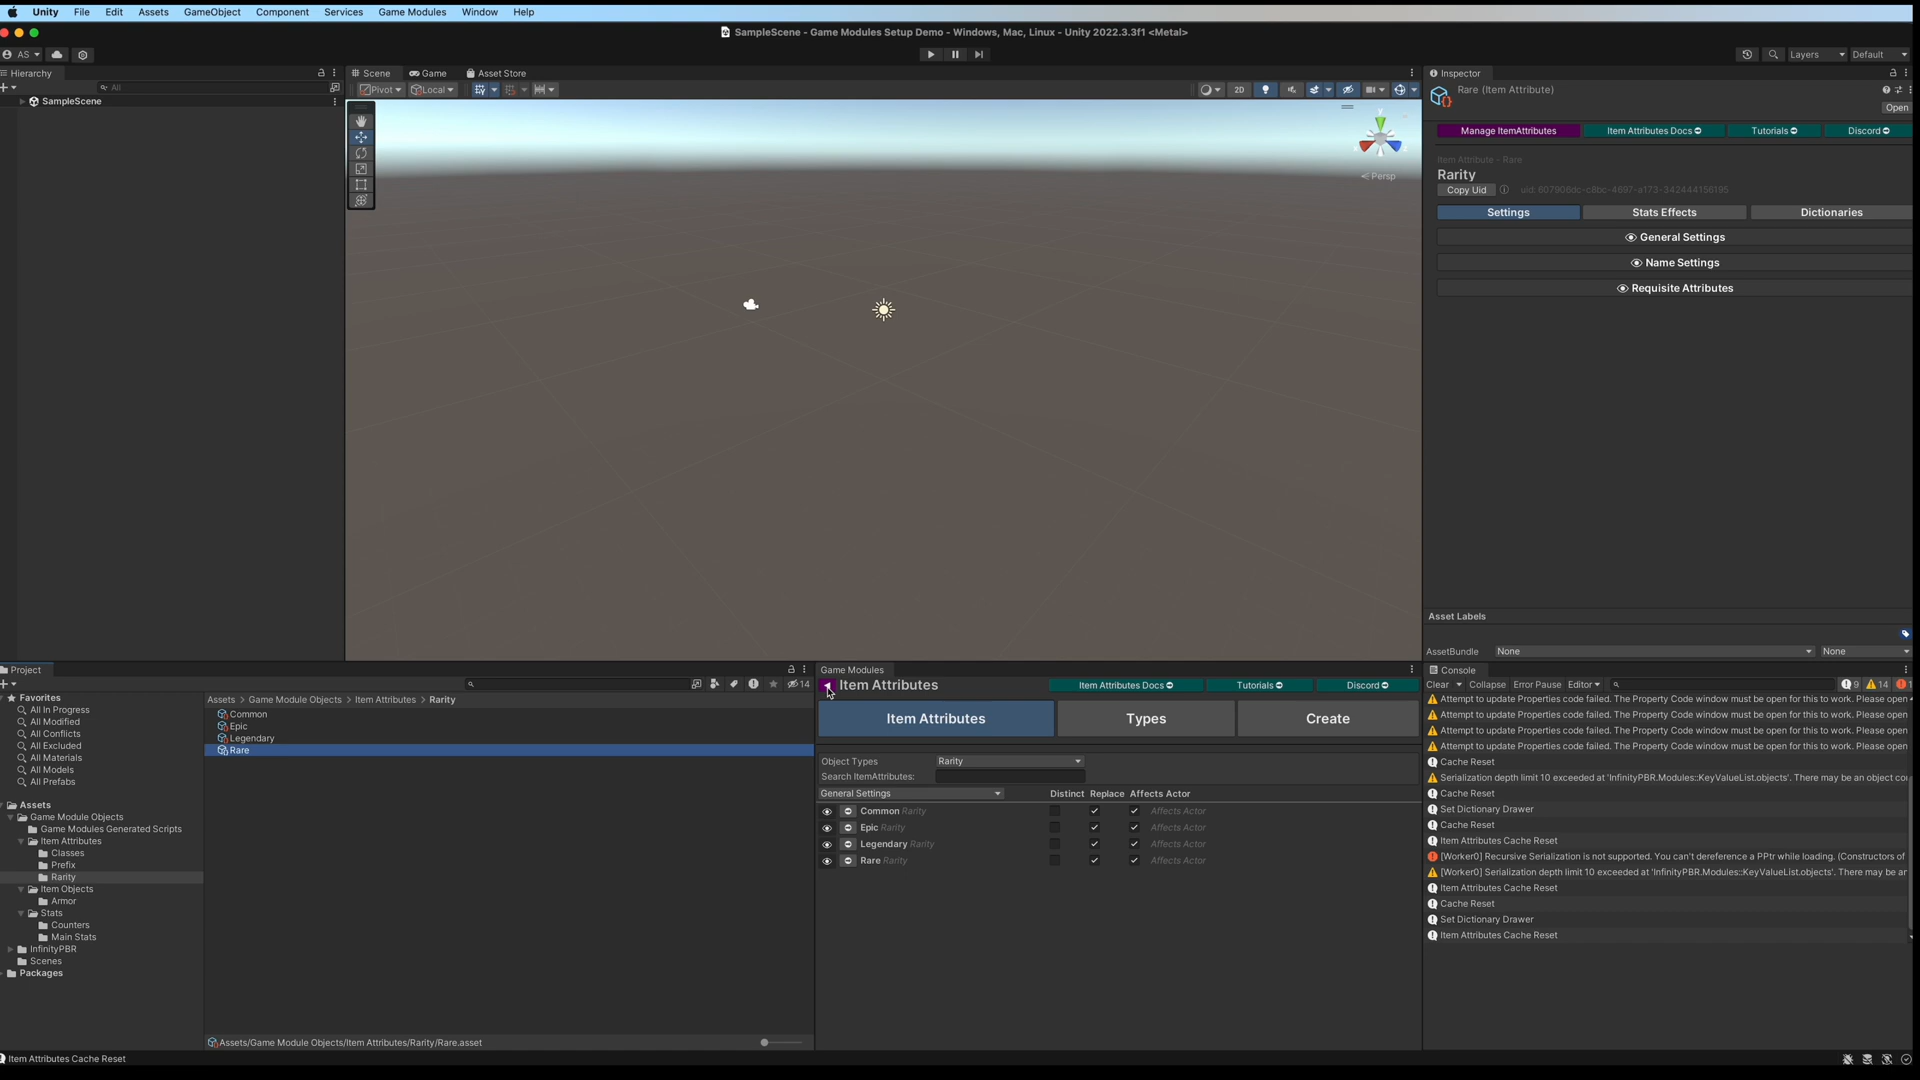 Unity File Edit Assets GameObject Component Services Game Modules Window Help
SampleScene - Game Modules Setup Demo - Windows, Mac, Linux - Unity 2022.3.3f1 <Metal>
AS
Layers
Default
Hierarchy
All
SampleScene
Scene Game Asset Store
Pivot Local
2D
Persp
Inspector
Rare (Item Attribute)
Open
Manage ItemAttributes Item Attributes Docs Tutorials Discord
Item Attribute - Rare
Rarity
Copy Uid uid: 607906dc-c8bc-4697-a173-342444156195
Settings Stats Effects Dictionaries
General Settings
Name Settings
Requisite Attributes
Asset Labels
AssetBundle None None
Project
14
Favorites
All In Progress
All Modified
All Conflicts
All Excluded
All Materials
All Models
All Prefabs
Assets
Game Module Objects
Game Modules Generated Scripts
Item Attributes
Classes
Prefix
Rarity
Item Objects
Armor
Stats
Counters
Main Stats
InfinityPBR
Scenes
Packages
Assets > Game Module Objects > Item Attributes > Rarity
Common
Epic
Legendary
Rare
Assets/Game Module Objects/Item Attributes/Rarity/Rare.asset
Game Modules
Item Attributes Item Attributes Docs Tutorials Discord
Item Attributes Types Create
Object Types Rarity
Search ItemAttributes:
General Settings Distinct Replace Affects Actor
Common Rarity Affects Actor
Epic Rarity Affects Actor
Legendary Rarity Affects Actor
Rare Rarity Affects Actor
Console
Clear Collapse Error Pause Editor 9 14 1
Attempt to update Properties code failed. The Property Code window must be open for this to work. Please open
Attempt to update Properties code failed. The Property Code window must be open for this to work. Please open
Attempt to update Properties code failed. The Property Code window must be open for this to work. Please open
Attempt to update Properties code failed. The Property Code window must be open for this to work. Please open
Cache Reset
Serialization depth limit 10 exceeded at 'InfinityPBR.Modules::KeyValueList.objects'. There may be an object co
Cache Reset
Set Dictionary Drawer
Cache Reset
Item Attributes Cache Reset
[Worker0] Recursive Serialization is not supported. You can't dereference a PPtr while loading. (Constructors of
[Worker0] Serialization depth limit 10 exceeded at 'InfinityPBR.Modules::KeyValueList.objects'. There may be ar
Item Attributes Cache Reset
Cache Reset
Set Dictionary Drawer
Item Attributes Cache Reset
Item Attributes Cache Reset